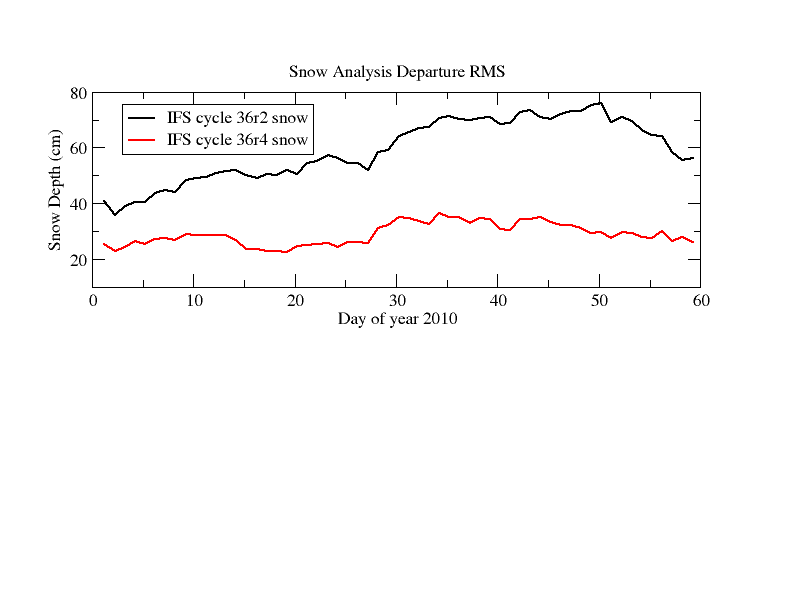 Snow Analysis Departure RMS
80
60
40
20
Snow Depth (cm)
IFS cycle 36r2 snow
IFS cycle 36r4 snow
0 10 20 30 40 50 60
Day of year 2010